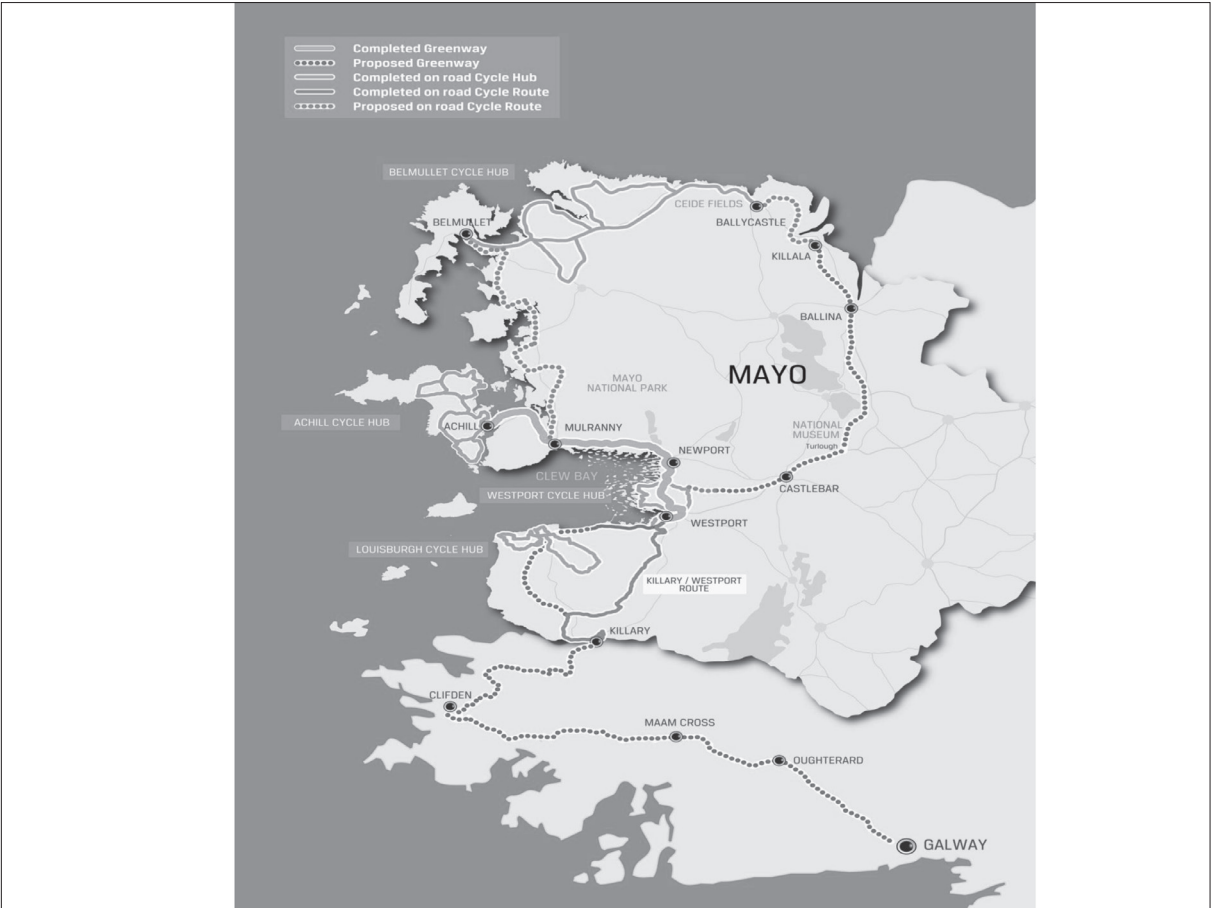 Completed Greenway
Proposed Greenway
Completed on road Cycle Hub
Completed on road Cycle Route
Proposed on road Cycle Route
BELMULLET CYCLE HUB
CEIDE FIELDS
BELMULLET
BALLYCASTLE
KILLALA
BALLINA
MAYO
MAYO
NATIONAL PARK
ACHILL CYCLE HUB
ACHILL
MULRANNY
NATIONAL
MUSEUM
Turlough
NEWPORT
CLEW BAY
CASTLEBAR
WESTPORT CYCLE HUB
WESTPORT
LOUISBURGH CYCLE HUB
KILLARY / WESTPORT
ROUTE
KILLARY
CLIFDEN
MAAM CROSS
OUGHTERARD
GALWAY